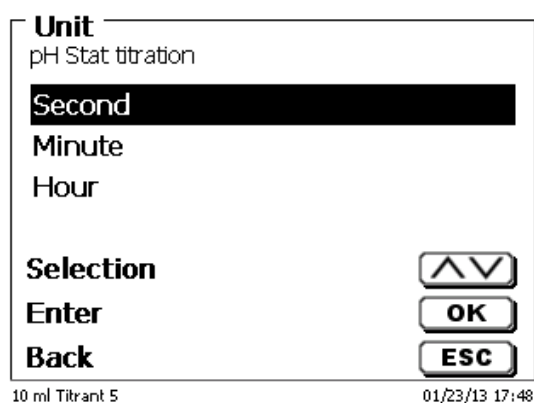 Unit
pH Stat titration
Second
Minute
Hour
Selection
Enter OK
Back ESC
10 ml Titrant 5 01/23/13 17:48